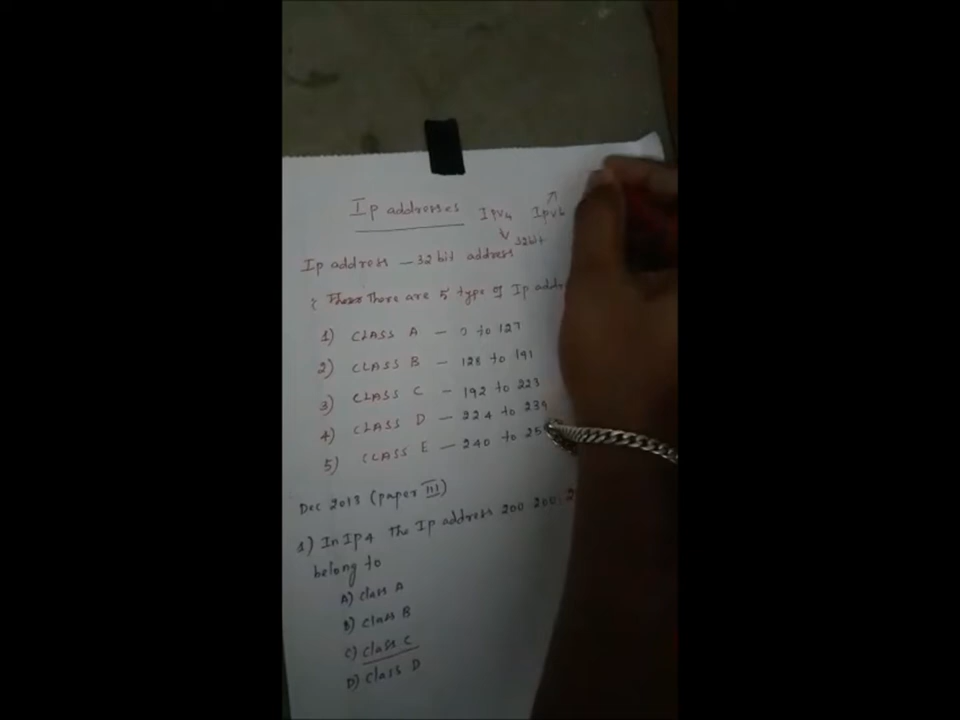 Ip addresses IPV4 IPV6
32bit
Ip address - 32 bit address
There are 5 type of Ip
1) CLASS A - 0 to 127
2) CLASS B - 128 to 191
3) CLASS C - 192 to 223
4) CLASS D - 224 to 239
5) CLASS E - 240 to
Dec 2013 (paper III)
1) In Ip4 The Ip address 200 200.
belong to
A) Class A
B) Class B
C) Class C
D) Class D